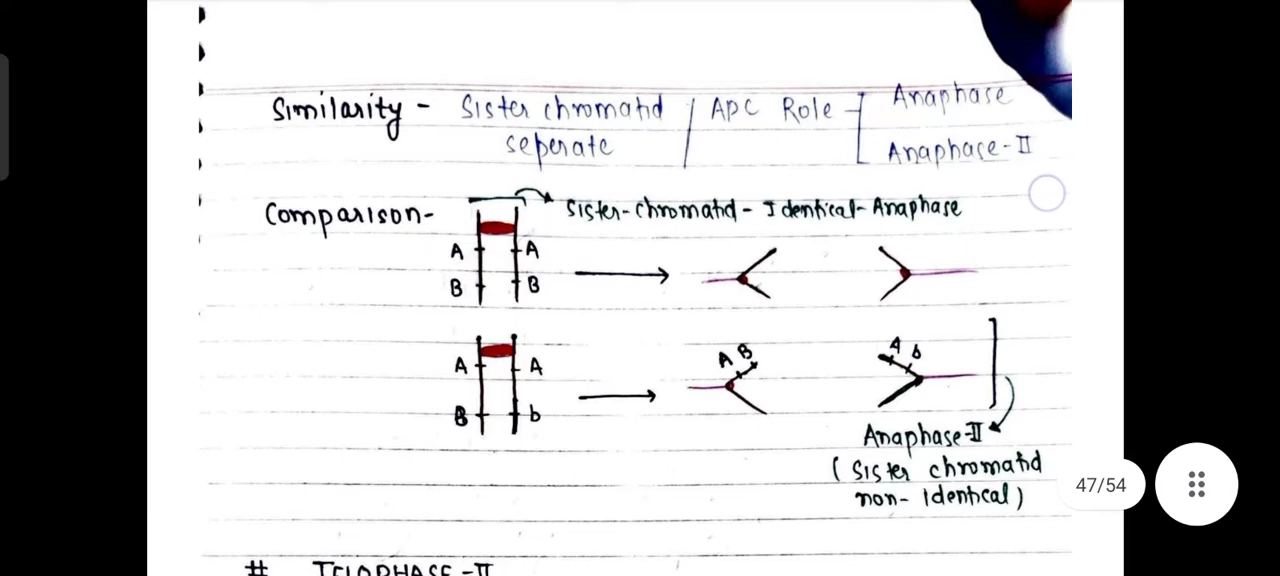 Similarity - Sister chromatid / APC Role - [ Anaphase
seperate Anaphase-II
Comparison- Sister-chromatid - Identical-Anaphase
A A
B B
A B A b
A A
B b
Anaphase-II
( Sister chromatid
non- Identical)
47/54
# TELOPHASE-II